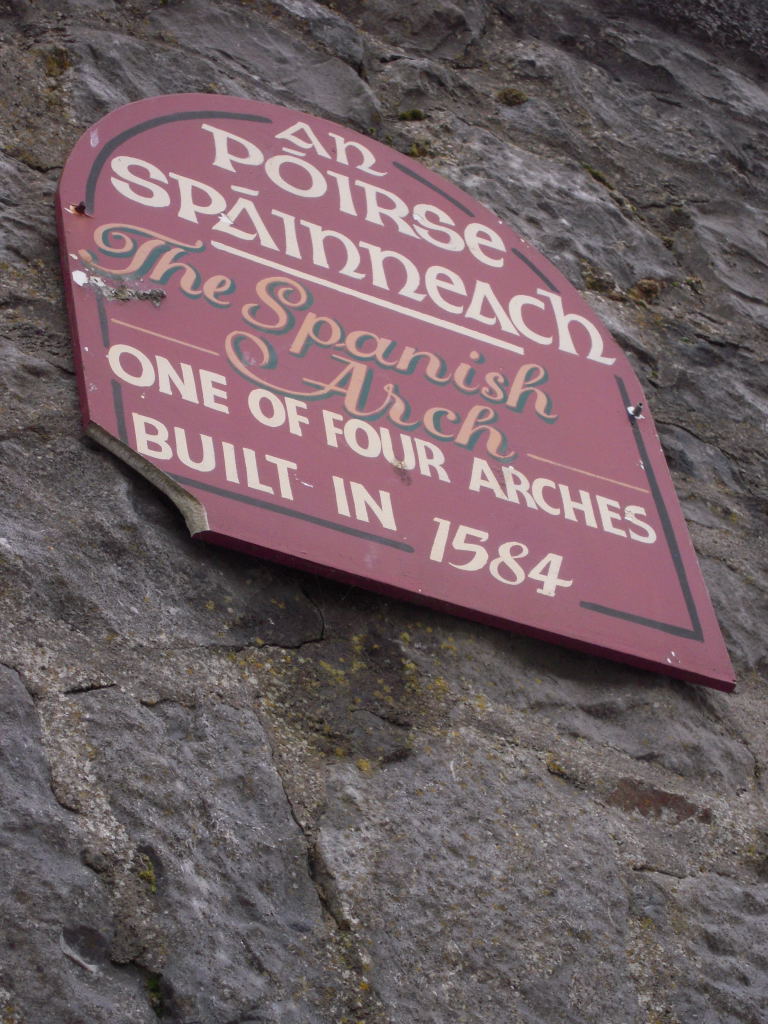 An
Póirse
Spáinneach
The Spanish
Arch
ONE OF FOUR ARCHES
BUILT IN 1584